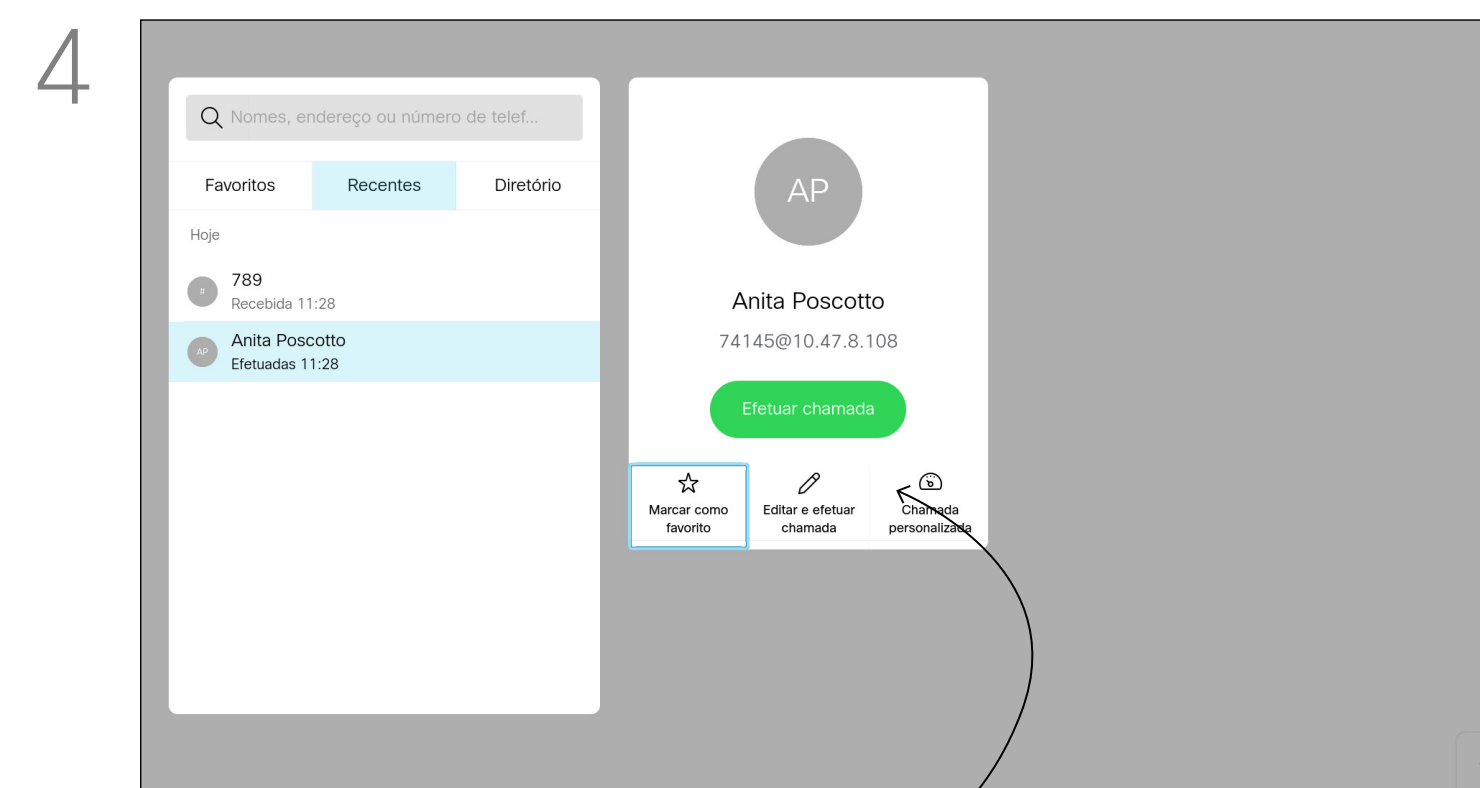 4
Nomes, endereço ou número de telef...
Favoritos Recentes Diretório
Hoje
#
789
Recebida 11:28
AP
Anita Poscotto
Efetuadas 11:28
AP
Anita Poscotto
74145@10.47.8.108
Efetuar chamada
Marcar como
favorito
Editar e efetuar
chamada
Chamada
personalizada